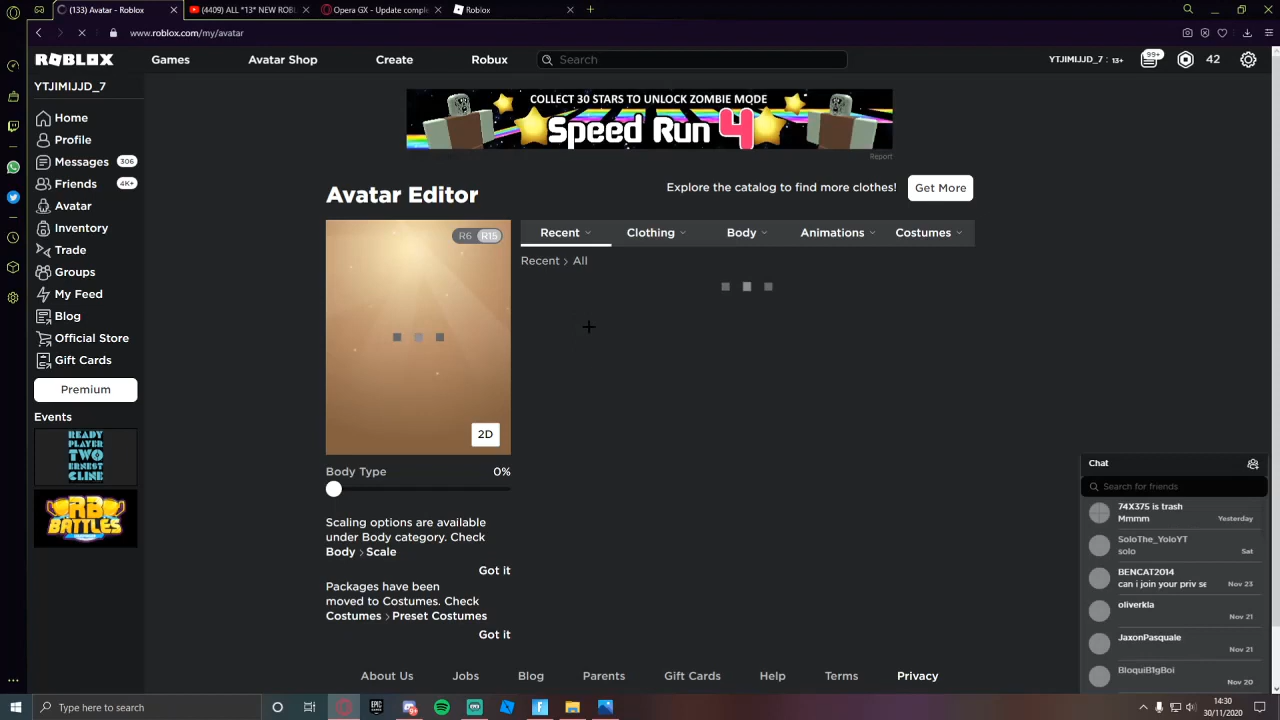 (133) Avatar - Roblox
(4409) ALL *13* NEW ROBL
Opera GX - Update comple
Roblox
www.roblox.com/my/avatar
ROBLOX
Games
Avatar Shop
Create
Robux
Search
YTJIMIJJD_7 : 13+
99+
42
YTJIMIJJD_7
Home
Profile
Messages
306
Friends
4K+
Avatar
Inventory
Trade
Groups
My Feed
Blog
Official Store
Gift Cards
Premium
Events
READY
PLAYER
TWO
ERNEST
CLINE
RB
BATTLES
COLLECT 30 STARS TO UNLOCK ZOMBIE MODE
Speed Run 4
Report
Avatar Editor
Explore the catalog to find more clothes!
Get More
R6
R15
2D
Recent
Clothing
Body
Animations
Costumes
Recent > All
Body Type
0%
Scaling options are available
under Body category. Check
Body > Scale
Got it
Packages have been
moved to Costumes. Check
Costumes > Preset Costumes
Got it
About Us
Jobs
Blog
Parents
Gift Cards
Help
Terms
Privacy
Chat
Search for friends
74X375 is trash
Mmmm
Yesterday
SoloThe_YoloYT
solo
Sat
BENCAT2014
can i join your priv se
Nov 23
oliverkla
Nov 21
JaxonPasquale
Nov 21
BloquiB1gBoi
Nov 20
Type here to search
14:30
30/11/2020